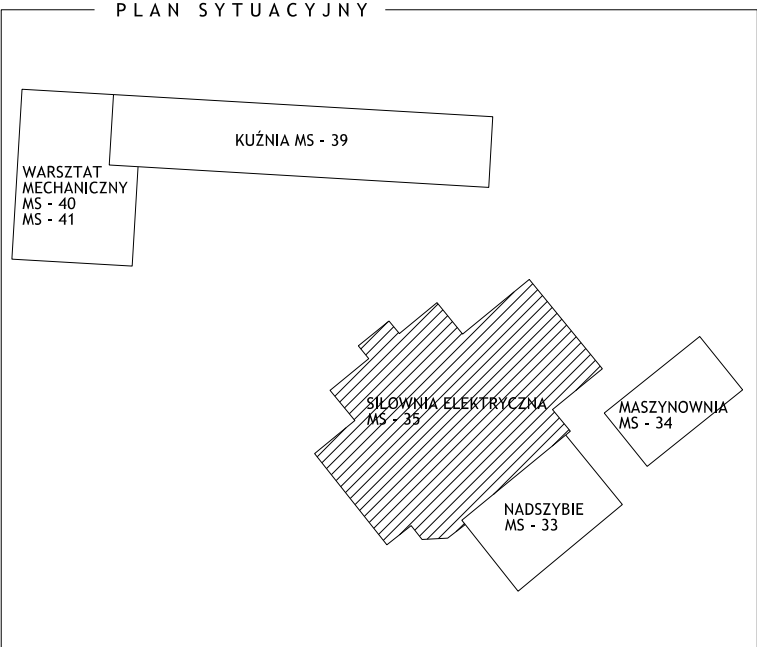 PLAN SYTUACYJNY
KUŹNIA MS - 39
WARSZTAT
MECHANICZNY
MS - 40
MS - 41
SIŁOWNIA ELEKTRYCZNA
MS - 35
MASZYNOWNIA
MS - 34
NADSZYBIE
MS - 33